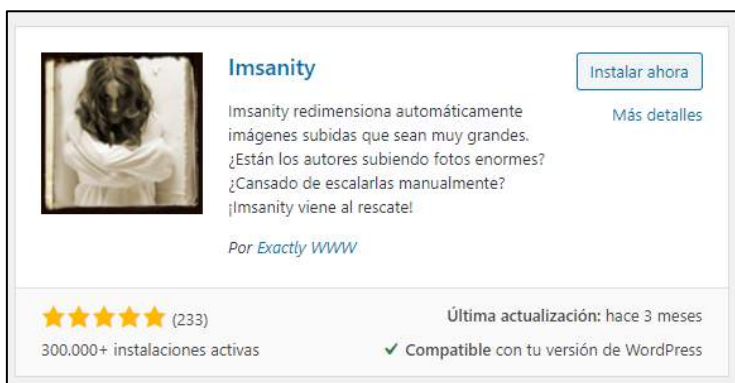 Imsanity
Instalar ahora
Más detalles
Imsanity redimensiona automáticamente
imágenes subidas que sean muy grandes.
¿Están los autores subiendo fotos enormes?
¿Cansado de escalarlas manualmente?
¡Imsanity viene al rescate!
Por Exactly WWW
(233)
300.000+ instalaciones activas
Última actualización: hace 3 meses
Compatible con tu versión de WordPress